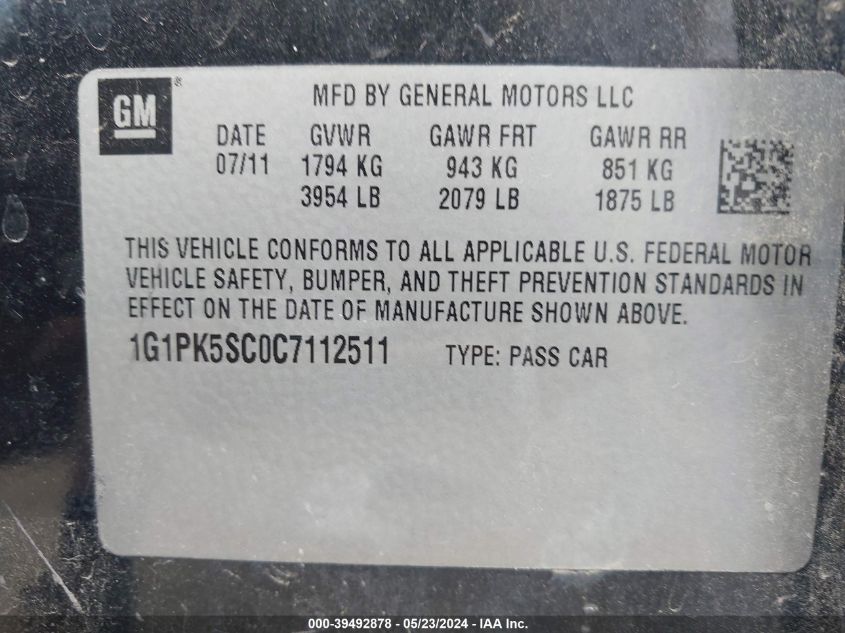 GM®
MFD BY GENERAL MOTORS LLC
DATE GVWR GAWR FRT GAWR RR
07/11 1794 KG 943 KG 851 KG
3954 LB 2079 LB 1875 LB
THIS VEHICLE CONFORMS TO ALL APPLICABLE U.S. FEDERAL MOTOR
VEHICLE SAFETY, BUMPER, AND THEFT PREVENTION STANDARDS IN
EFFECT ON THE DATE OF MANUFACTURE SHOWN ABOVE.
1G1PK5SC0C7112511 TYPE: PASS CAR
000-39492878 - 05/23/2024 - IAA Inc.